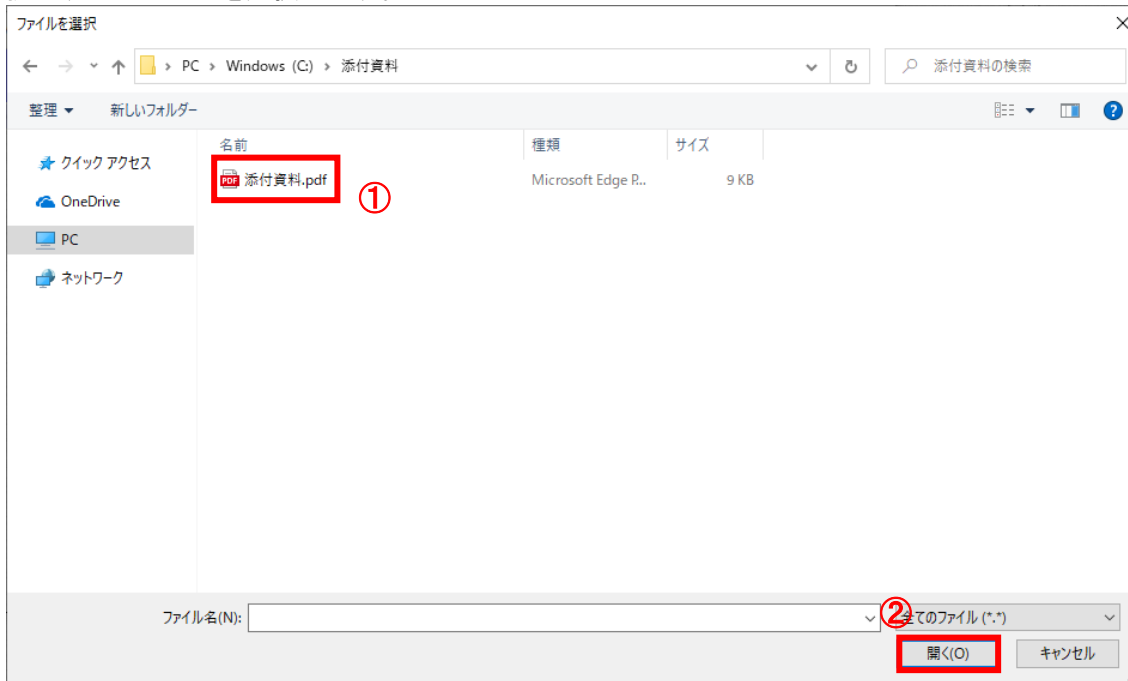 ファイルを選択
PC › Windows (C:) › 添付資料
添付資料の検索
整理 新しいフォルダー
名前 種類 サイズ
クイック アクセス
PDF 添付資料.pdf ① Microsoft Edge P... 9 KB
OneDrive
PC
ネットワーク
ファイル名(N): ② 全てのファイル (*.*)
開く(O) キャンセル